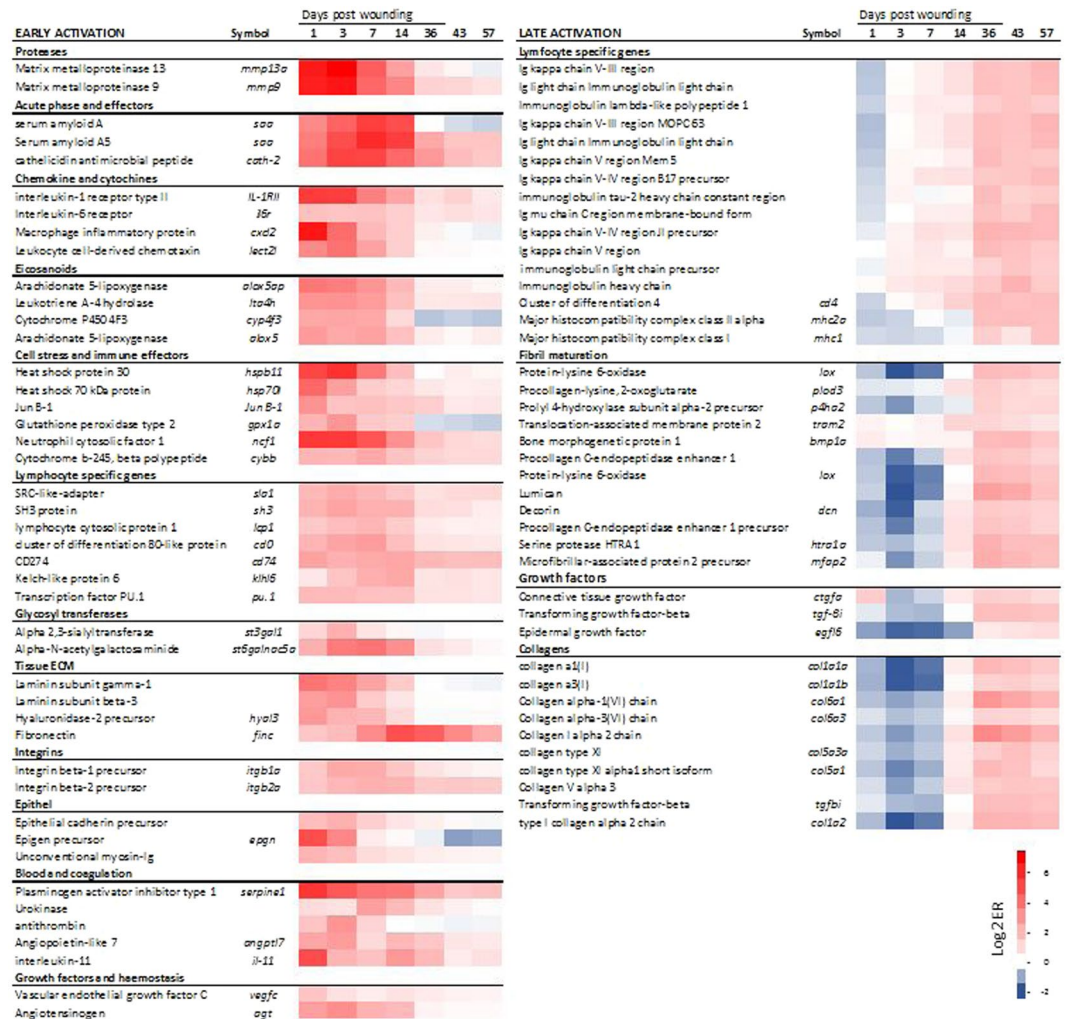 Days post wounding
EARLY ACTIVATION Symbol 1 3 7 14 36 43 57
Proteases
Matrix metalloproteinase 13 mmp13a
Matrix metalloproteinase 9 mmp9
Acute phase and effectors
serum amyloid A saa
Serum amyloid A5 saa
cathelicidin antimicrobial peptide cath-2
Chemokine and cytochines
interleukin-1 receptor type II IL-1RII
Interleukin-6 receptor il6r
Macrophage inflammatory protein cxcl2
Leukocyte cell-derived chemotaxin lect2l
Eicosanoids
Arachidonate 5-lipoxygenase alox5ap
Leukotriene A-4 hydrolase lta4h
Cytochrome P450 4F3 cyp4f3
Arachidonate 5-lipoxygenase alox5
Cell stress and immune effectors
Heat shock protein 30 hspb11
Heat shock 70 kDa protein hsp70l
Jun B-1 Jun B-1
Glutathione peroxidase type 2 gpx1a
Neutrophil cytosolic factor 1 ncf1
Cytochrome b-245, beta polypeptide cybb
Lymphocyte specific genes
SRC-like-adapter sla1
SH3 protein sh3
lymphocyte cytosolic protein 1 lcp1
cluster of differentiation 80-like protein cd0
CD274 cd74
Kelch-like protein 6 klhl6
Transcription factor PU.1 pu.1
Glycosyl transferases
Alpha 2,3-sialyltransferase st3gal1
Alpha-N-acetylgalactosaminide st6galnac5a
Tissue ECM
Laminin subunit gamma-1
Laminin subunit beta-3
Hyaluronidase-2 precursor hyal3
Fibronectin finc
Integrins
Integrin beta-1 precursor itgb1a
Integrin beta-2 precursor itgb2a
Epithel
Epithelial cadherin precursor
Epigen precursor epgn
Unconventional myosin-Ig
Blood and coagulation
Plasminogen activator inhibitor type 1 serpine1
Urokinase
antithrombin
Angiopoietin-like 7 angptl7
interleukin-11 il-11
Growth factors and haemostasis
Vascular endothelial growth factor C vegfc
Angiotensinogen agt
Days post wounding
LATE ACTIVATION Symbol 1 3 7 14 36 43 57
Lymfocyte specific genes
Ig kappa chain V-III region
Ig light chain Immunoglobulin light chain
Immunoglobulin lambda-like polypeptide 1
Ig kappa chain V-III region MOPC63
Ig light chain Immunoglobulin light chain
Ig kappa chain V region Mem5
Ig kappa chain V-IV region B17 precursor
immunoglobulin tau-2 heavy chain constant region
Ig mu chain C region membrane-bound form
Ig kappa chain V-IV region JI precursor
Ig kappa chain V region
immunoglobulin light chain precursor
Immunoglobulin heavy chain
Cluster of differentiation 4 cd4
Major histocompatibility complex class II alpha mhc2a
Major histocompatibility complex class I mhc1
Fibril maturation
Protein-lysine 6-oxidase lox
Procollagen-lysine, 2-oxoglutarate plod3
Prolyl 4-hydroxylase subunit alpha-2 precursor p4ha2
Translocation-associated membrane protein 2 tram2
Bone morphogenetic protein 1 bmp1a
Procollagen C-endopeptidase enhancer 1
Protein-lysine 6-oxidase lox
Lumican
Decorin dcn
Procollagen C-endopeptidase enhancer 1 precursor
Serine protease HTRA1 htra1a
Microfibrillar-associated protein 2 precursor mfap2
Growth factors
Connective tissue growth factor ctgfa
Transforming growth factor-beta tgf-Bi
Epidermal growth factor egfl6
Collagens
collagen a1(I) col1a1a
collagen a3(I) col1a1b
Collagen alpha-1(VI) chain col6a1
Collagen alpha-3(VI) chain col6a3
Collagen I alpha 2 chain
collagen type XI col5a3a
collagen type XI alpha1 short isoform col5a1
Collagen V alpha 3
Transforming growth factor-beta tgfbi
type I collagen alpha 2 chain col1a2
Log2 ER
6
4
2
0
-2